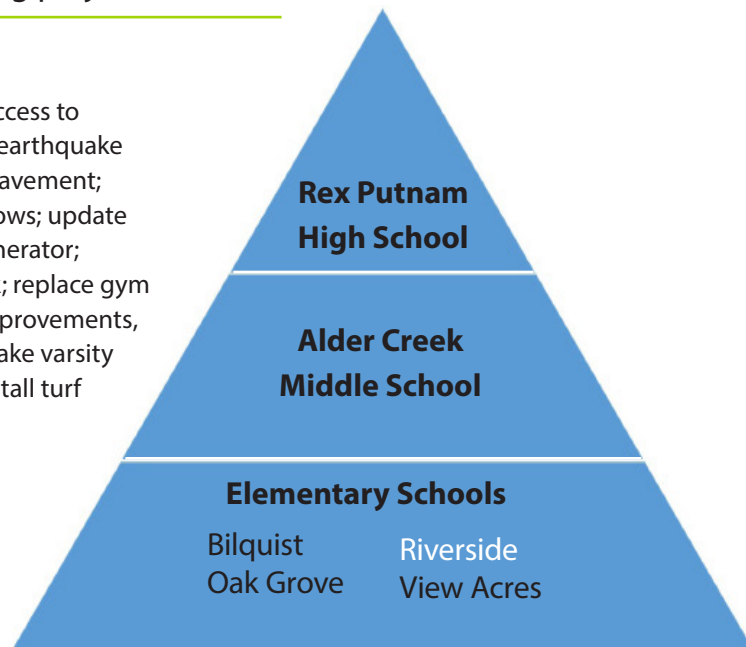 ccess to
earthquake
avement;
ows; update
nerator;
; replace gym
provements,
ake varsity
tall turf
Rex Putnam
High School
Alder Creek
Middle School
Elementary Schools
Bilquist
Oak Grove
Riverside
View Acres